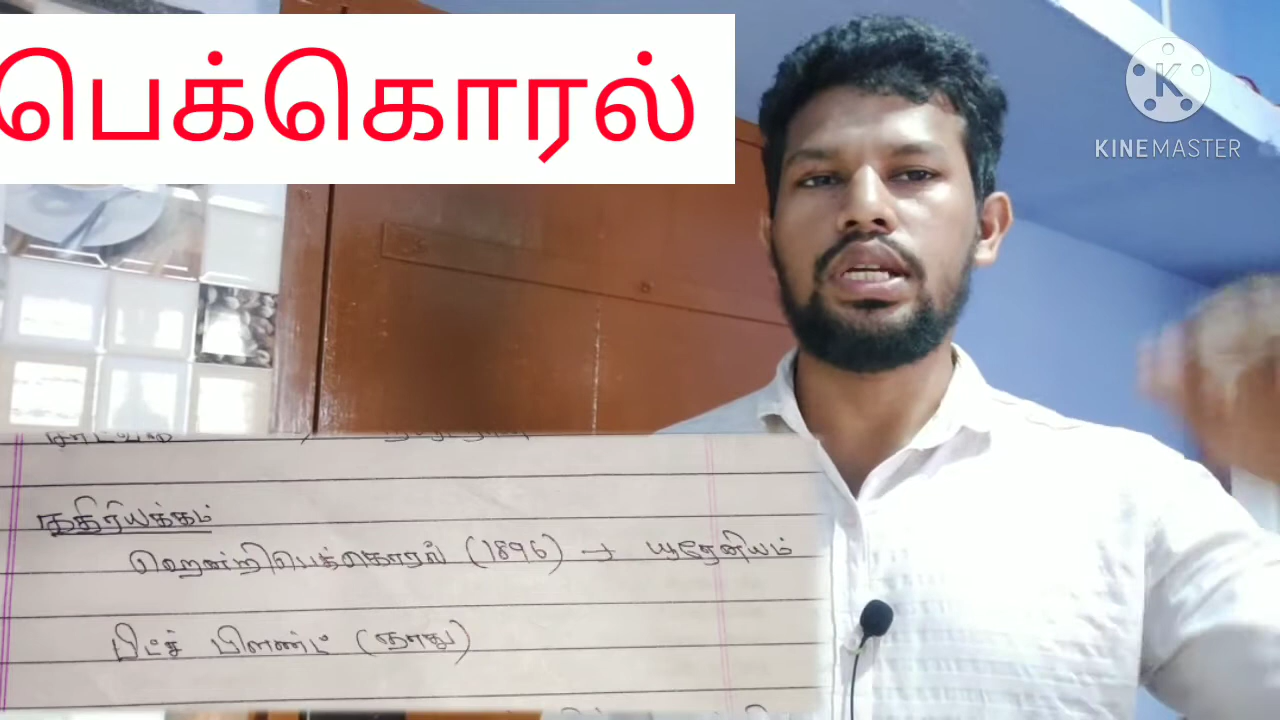 பெக்கொரல்
KINEMASTER
கதிரியக்கம்
ஹென்றிபெக்கொரல் (1896) → யுரேனியம்
பிட்ச் பிளண்ட் (தாது)